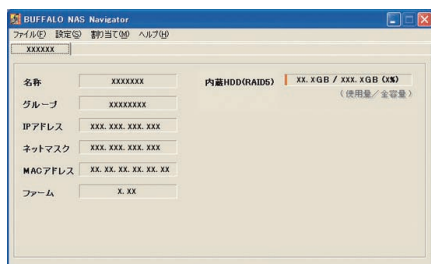 BUFFALO NAS Navigator
ファイル(F) 設定(S) 割り当て(M) ヘルプ(H)
XXXXXX
名称 XXXXXXX
内蔵HDD(RAID5) XX. XGB / XXX. XGB (X%)
(使用量／全容量)
グループ XXXXXXXX
IPアドレス XXX. XXX. XXX. XXX
ネットマスク XXX. XXX. XXX. XXX
MACアドレス XX. XX. XX. XX. XX. XX
ファーム X. XX